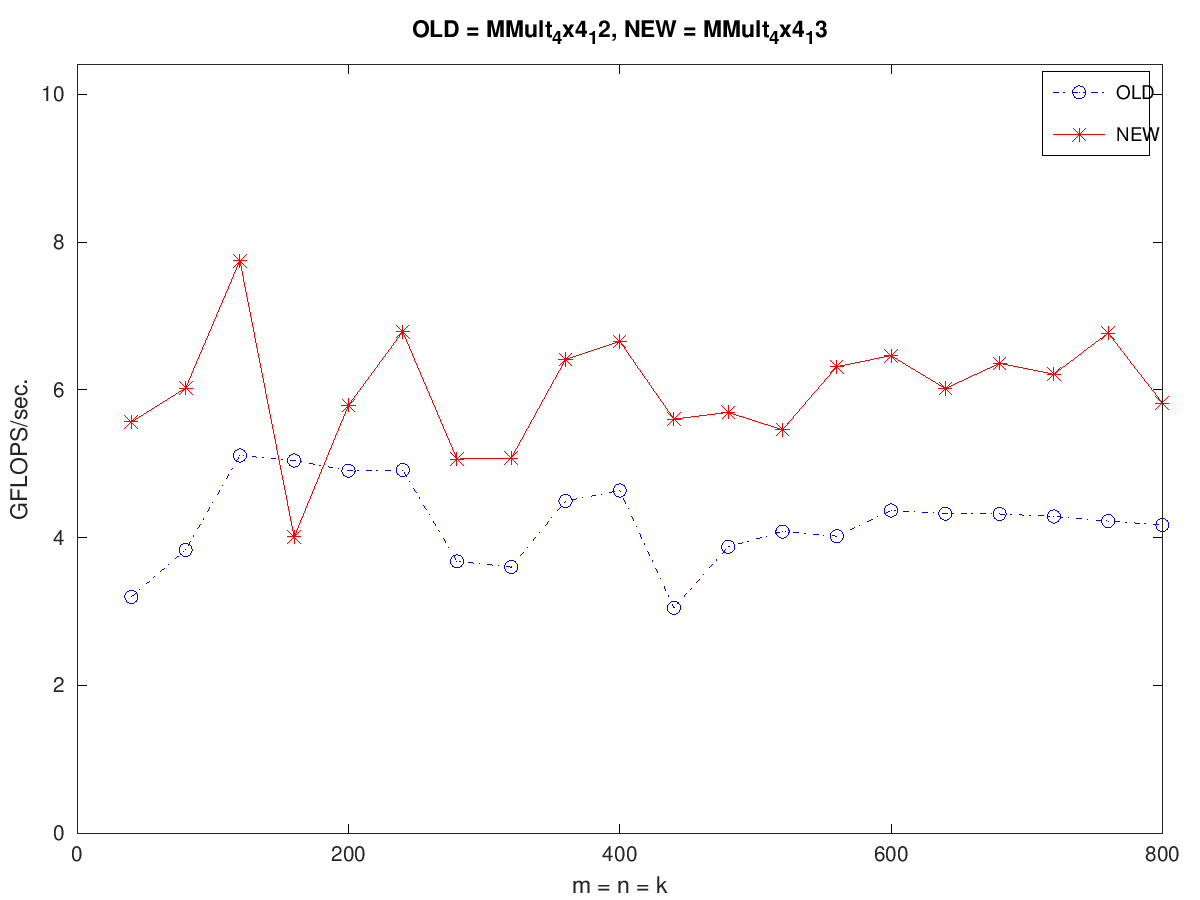 OLD = MMult4x412, NEW = MMult4x413
OLD
NEW
10
8
6
4
2
0
GFLOPS/sec.
0 200 400 600 800
m = n = k